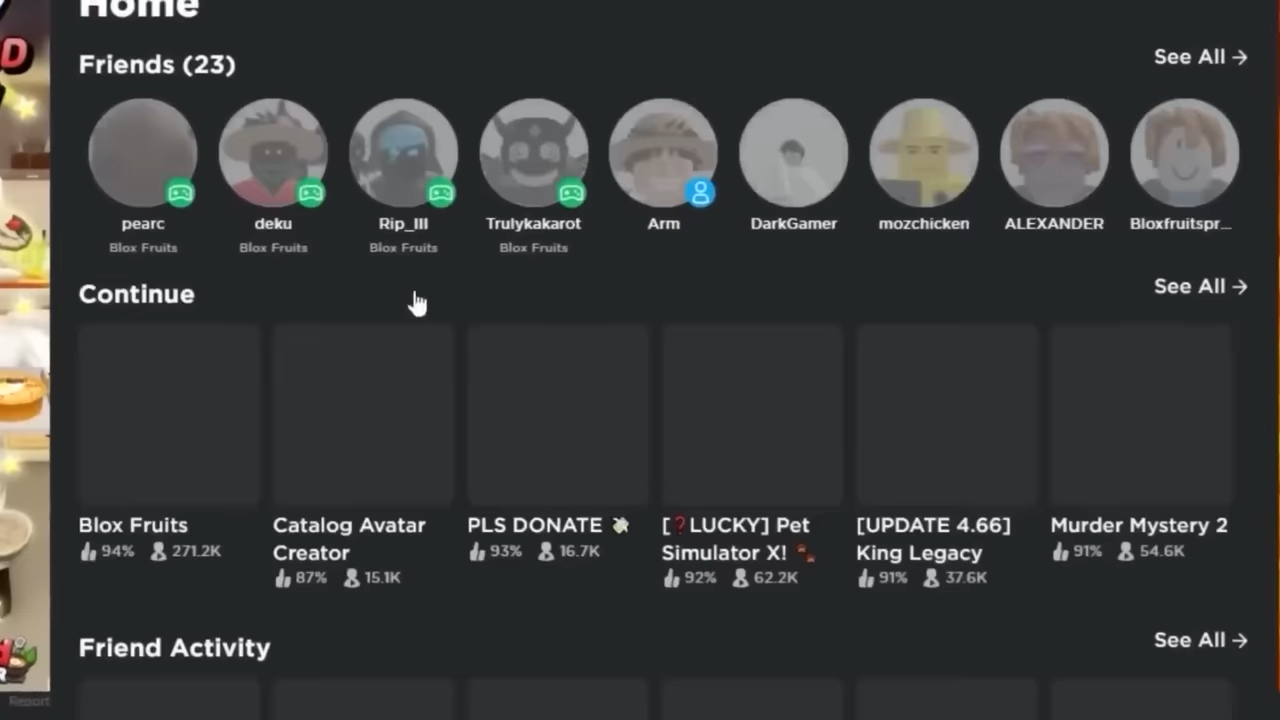 Home
D
Friends (23)
See All →
pearc
deku
Rip_III
Trulykakarot
Arm
DarkGamer
mozchicken
ALEXANDER
Bloxfruitspr...
Blox Fruits
Blox Fruits
Blox Fruits
Blox Fruits
Continue
See All →
Blox Fruits
94% 271.2K
Catalog Avatar
Creator
87% 15.1K
PLS DONATE
93% 16.7K
[❓LUCKY] Pet
Simulator X!
92% 62.2K
[UPDATE 4.66]
King Legacy
91% 37.6K
Murder Mystery 2
91% 54.6K
Friend Activity
See All →
Report